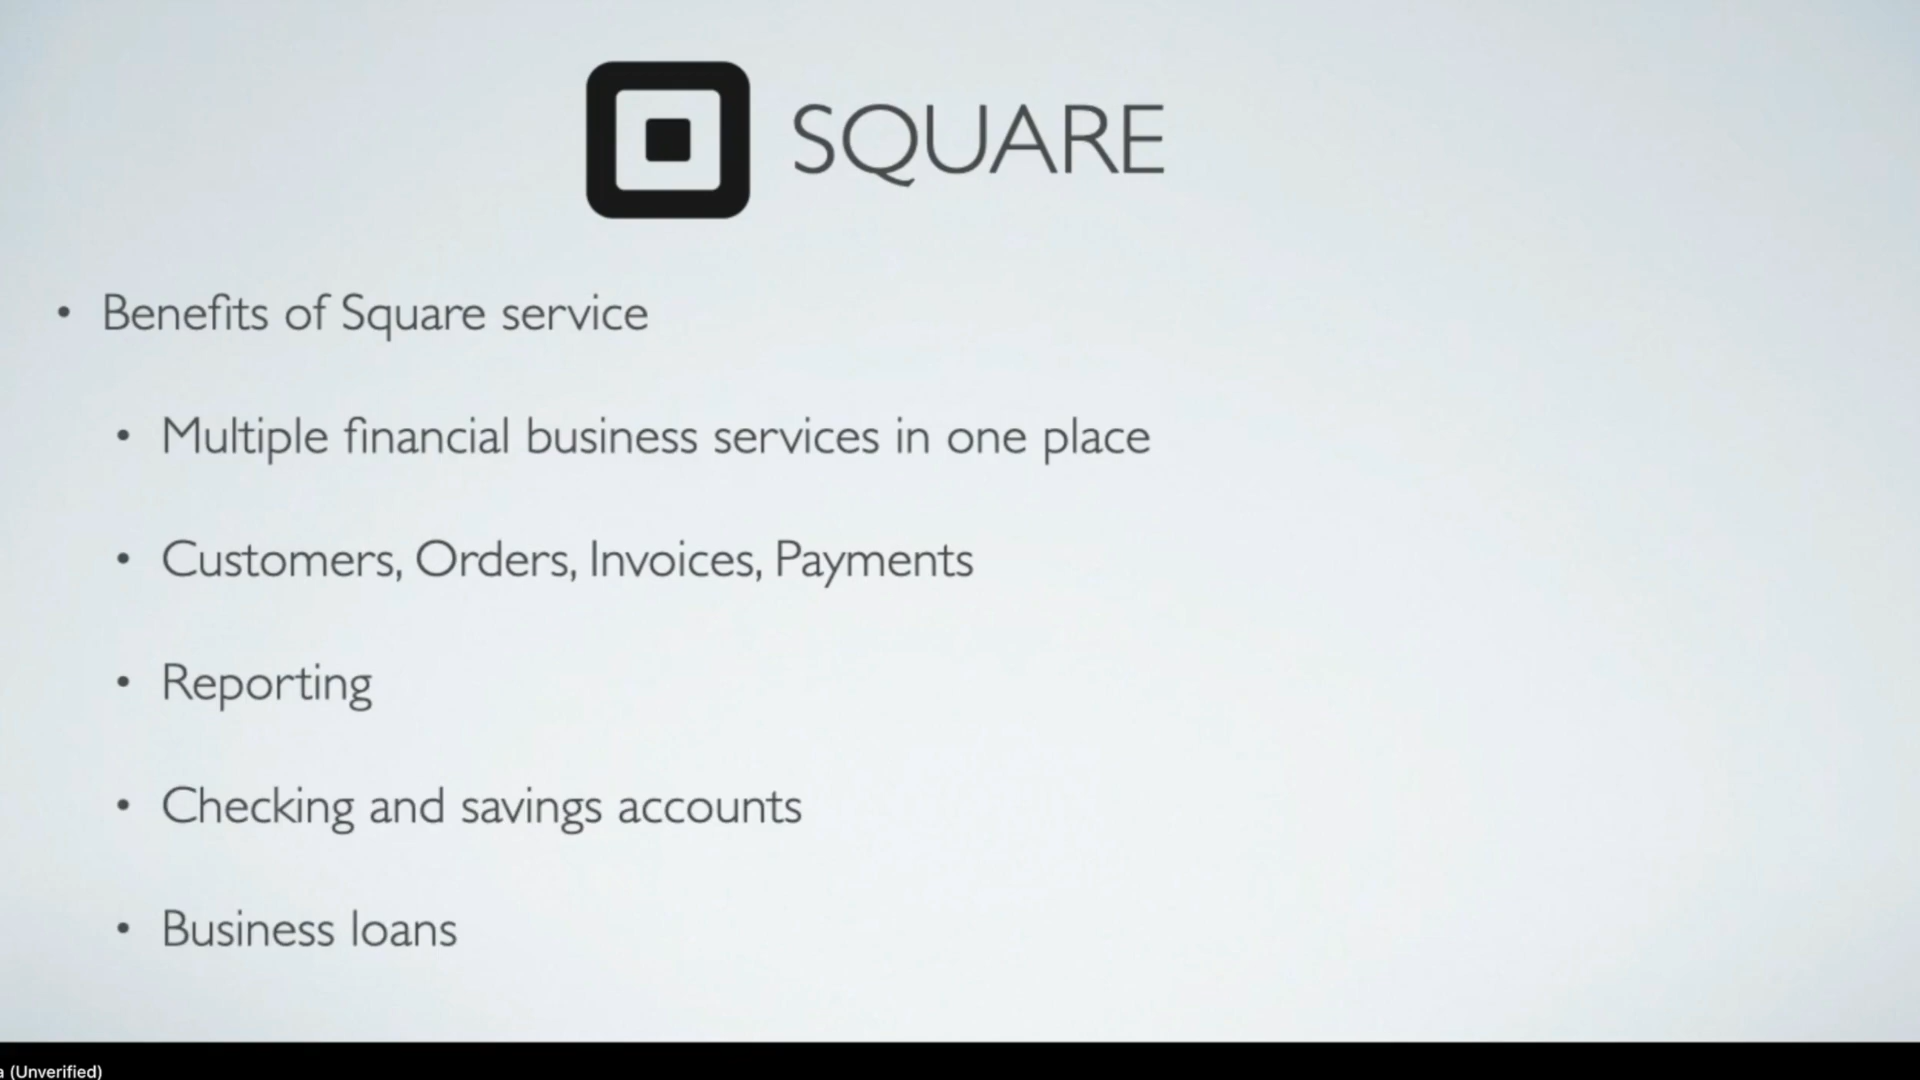 SQUARE
• Benefits of Square service
• Multiple financial business services in one place
• Customers, Orders, Invoices, Payments
• Reporting
• Checking and savings accounts
• Business loans
a (Unverified)